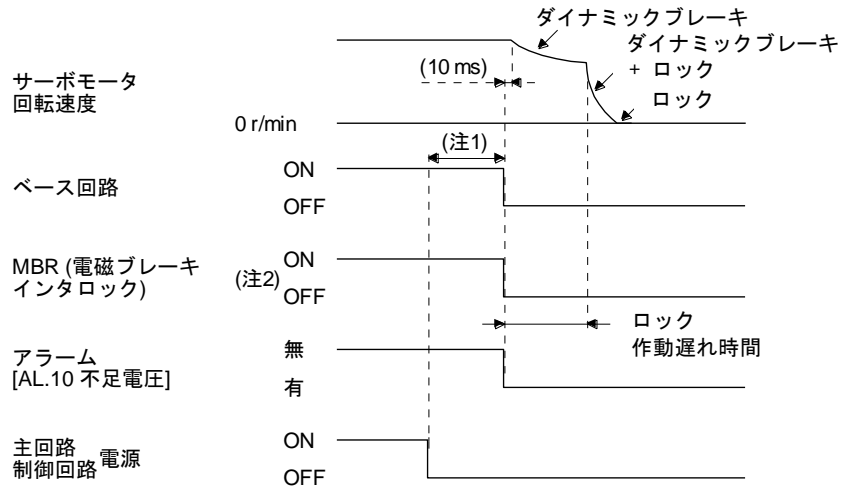 ダイナミックブレーキ
ダイナミックブレーキ
+ ロック
ロック
(10 ms)
サーボモータ
回転速度
0 r/min
(注1)
ON
ベース回路
OFF
MBR (電磁ブレーキ
インタロック)
(注2)
ON
OFF
ロック
作動遅れ時間
アラーム
[AL.10 不足電圧]
無
有
主回路
制御回路
電源
ON
OFF